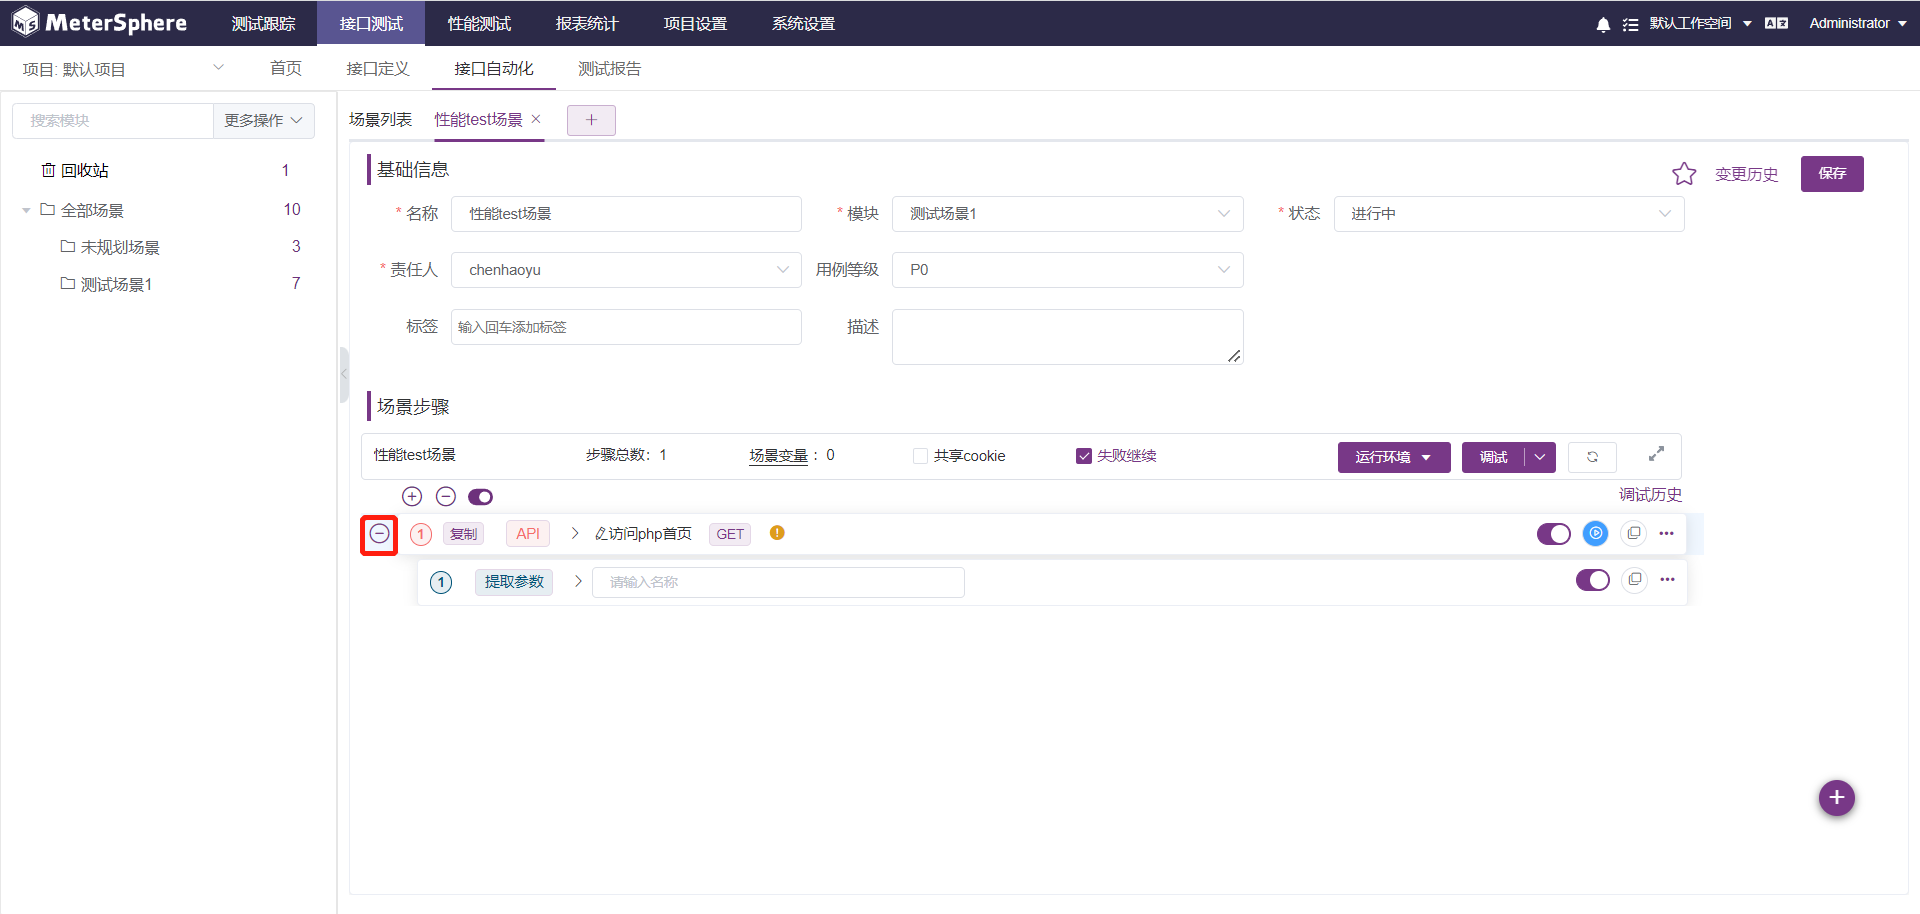 MeterSphere 测试跟踪 接口测试 性能测试 报表统计 项目设置 系统设置 默认工作空间 Administrator
项目: 默认项目 首页 接口定义 接口自动化 测试报告
搜索模块 更多操作
回收站 1
全部场景 10
未规划场景 3
测试场景1 7
场景列表 性能test场景 × +
基础信息 变更历史 保存
* 名称 性能test场景 * 模块 测试场景1 * 状态 进行中
* 责任人 chenhaoyu 用例等级 P0
标签 输入回车添加标签 描述
场景步骤
性能test场景 步骤总数: 1 场景变量 : 0 共享cookie 失败继续 运行环境 调试
调试历史
1 复制 API 访问php首页 GET
1 提取参数 请输入名称